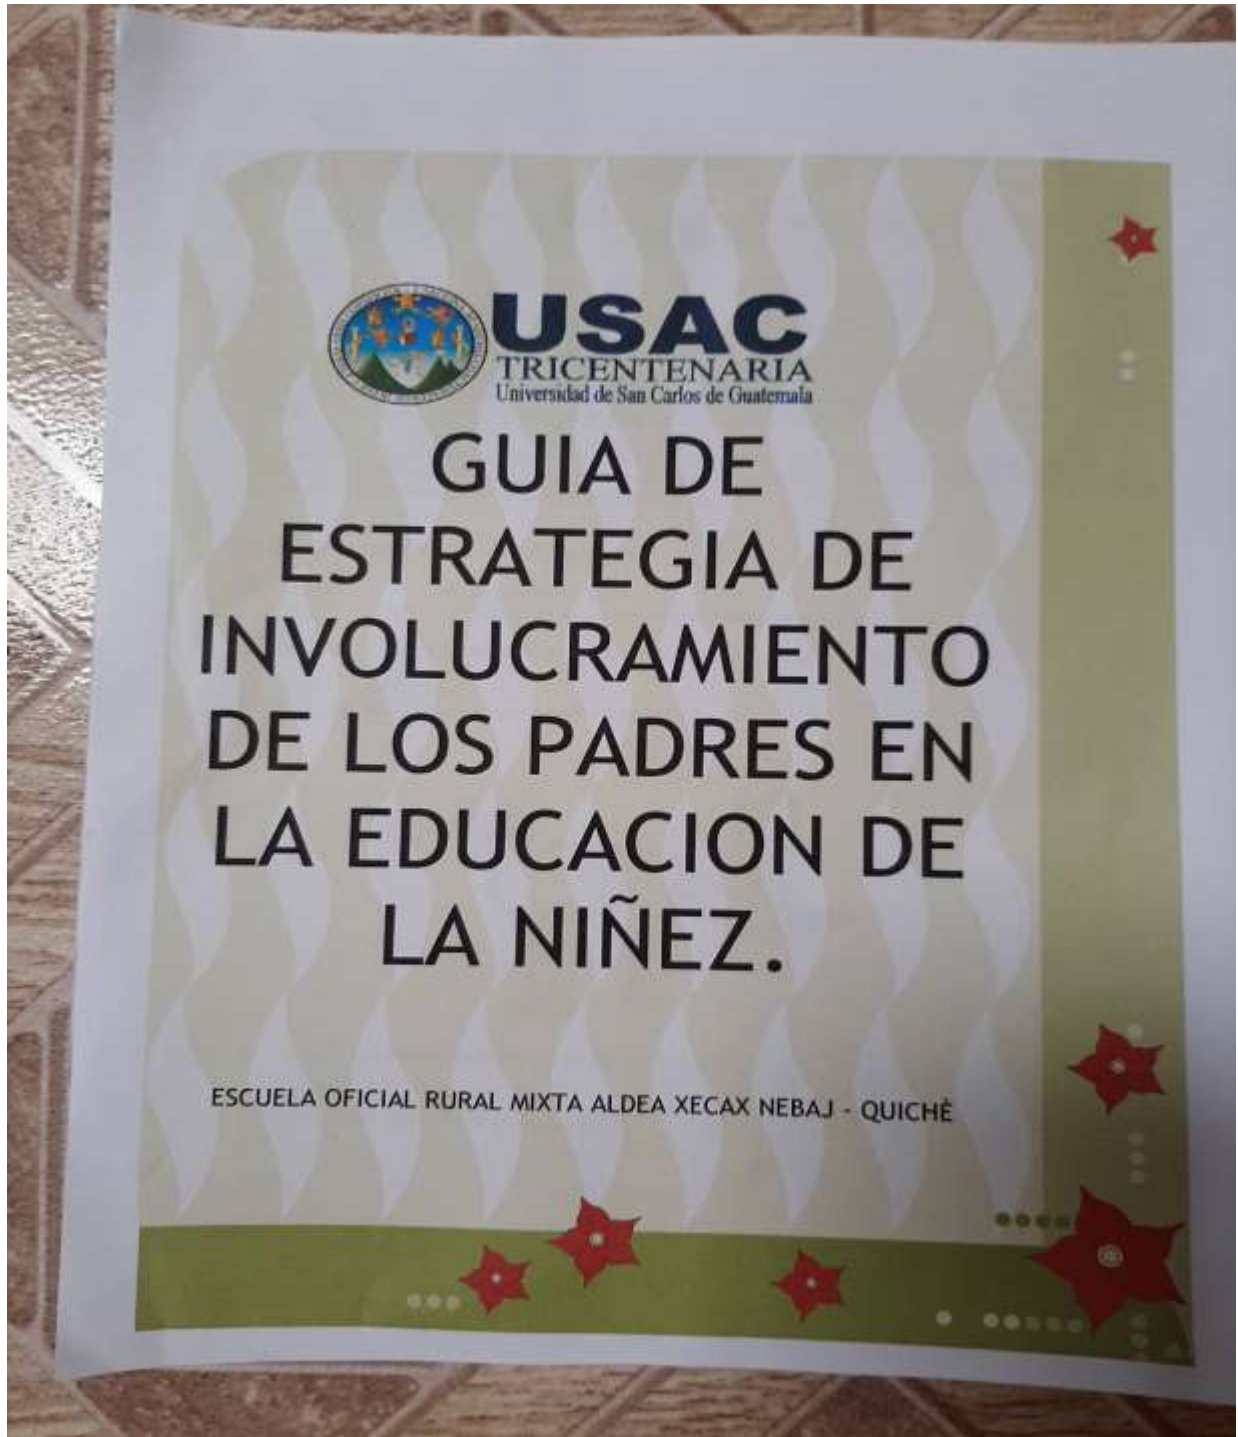 USAC
TRICENTENARIA
Universidad de San Carlos de Guatemala
GUIA DE
ESTRATEGIA DE
INVOLUCRAMIENTO
DE LOS PADRES EN
LA EDUCACION DE
LA NIÑEZ.
ESCUELA OFICIAL RURAL MIXTA ALDEA XECAX NEBAJ - QUICHÈ